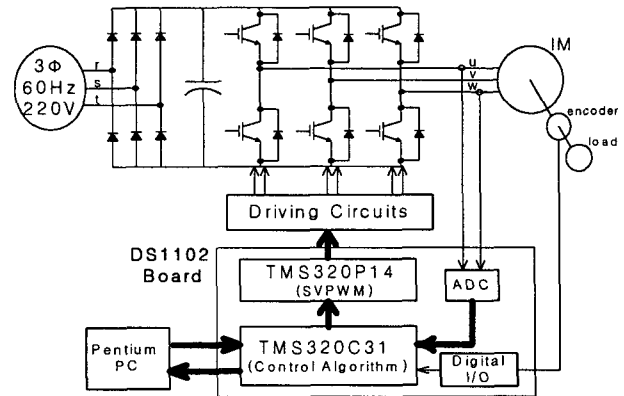 3Φ
60Hz
220V
r
s
t
u
v
w
IM
encoder
load
Driving Circuits
DS1102
Board
TMS320P14
(SVPWM)
ADC
Pentium
PC
TMS320C31
(Control Algorithm)
Digital
I/O